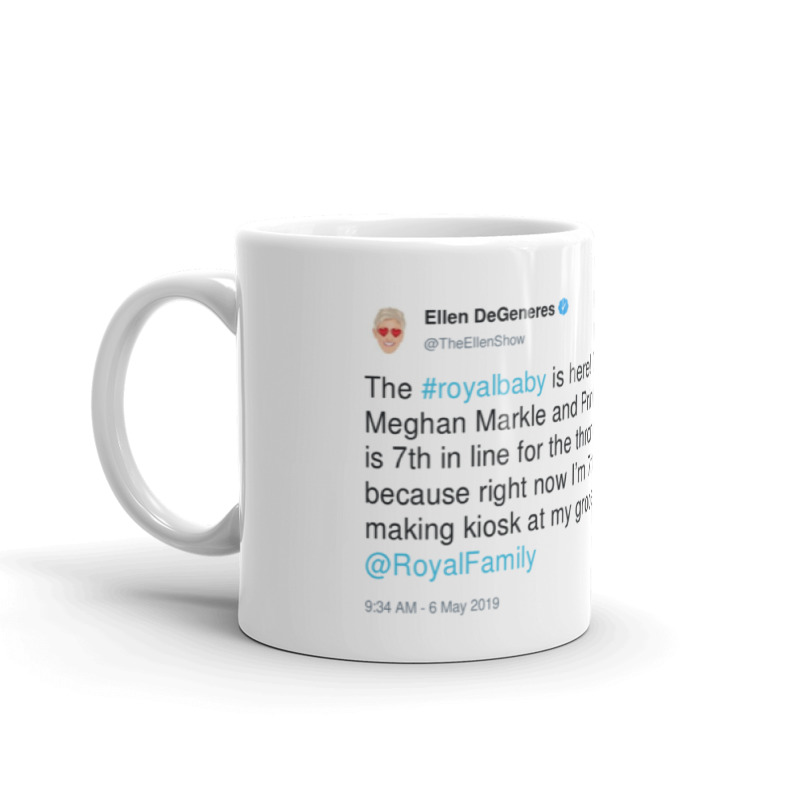 Ellen DeGeneres
@TheEllenShow
The #royalbaby is here!
Meghan Markle and
is 7th in line for the
because right now I'm
making kiosk at my
@RoyalFamily
9:34 AM - 6 May 2019